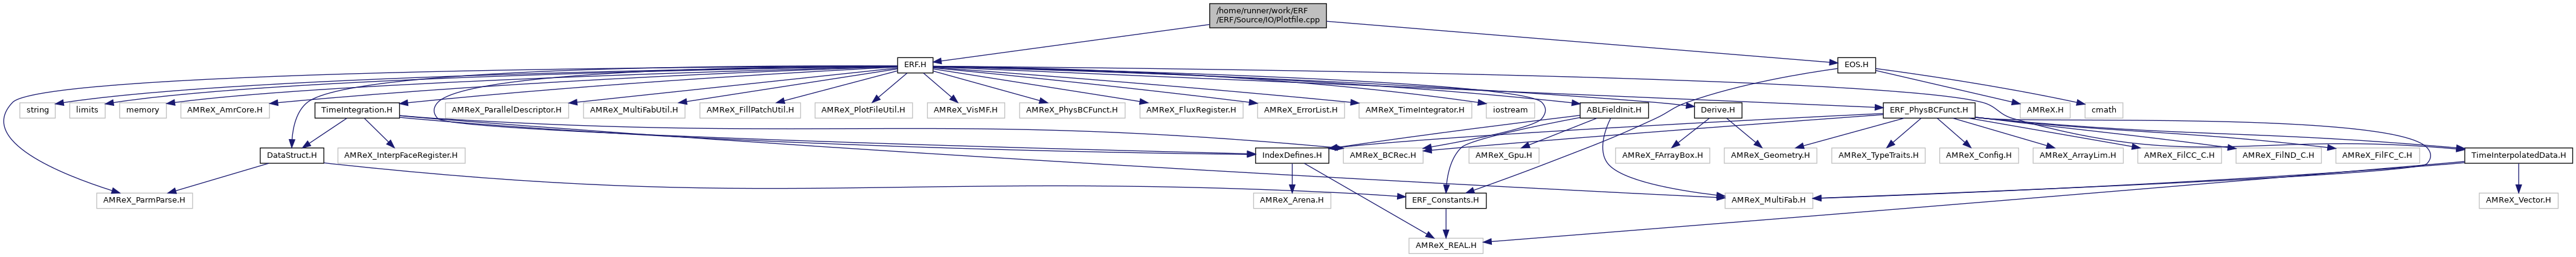 /home/runner/work/ERF
/ERF/Source/IO/Plotfile.cpp
ERF.H
EOS.H
string
limits
memory
AMReX_AmrCore.H
TimeIntegration.H
AMReX_ParallelDescriptor.H
AMReX_MultiFabUtil.H
AMReX_FillPatchUtil.H
AMReX_PlotFileUtil.H
AMReX_VisMF.H
AMReX_PhysBCFunct.H
AMReX_FluxRegister.H
AMReX_ErrorList.H
AMReX_TimeIntegrator.H
iostream
ABLFieldInit.H
Derive.H
ERF_PhysBCFunct.H
AMReX.H
cmath
DataStruct.H
AMReX_InterpFaceRegister.H
IndexDefines.H
AMReX_BCRec.H
AMReX_Gpu.H
AMReX_FArrayBox.H
AMReX_Geometry.H
AMReX_TypeTraits.H
AMReX_Config.H
AMReX_ArrayLim.H
AMReX_FilCC_C.H
AMReX_FilND_C.H
AMReX_FilFC_C.H
TimeInterpolatedData.H
AMReX_ParmParse.H
AMReX_Arena.H
ERF_Constants.H
AMReX_MultiFab.H
AMReX_Vector.H
AMReX_REAL.H